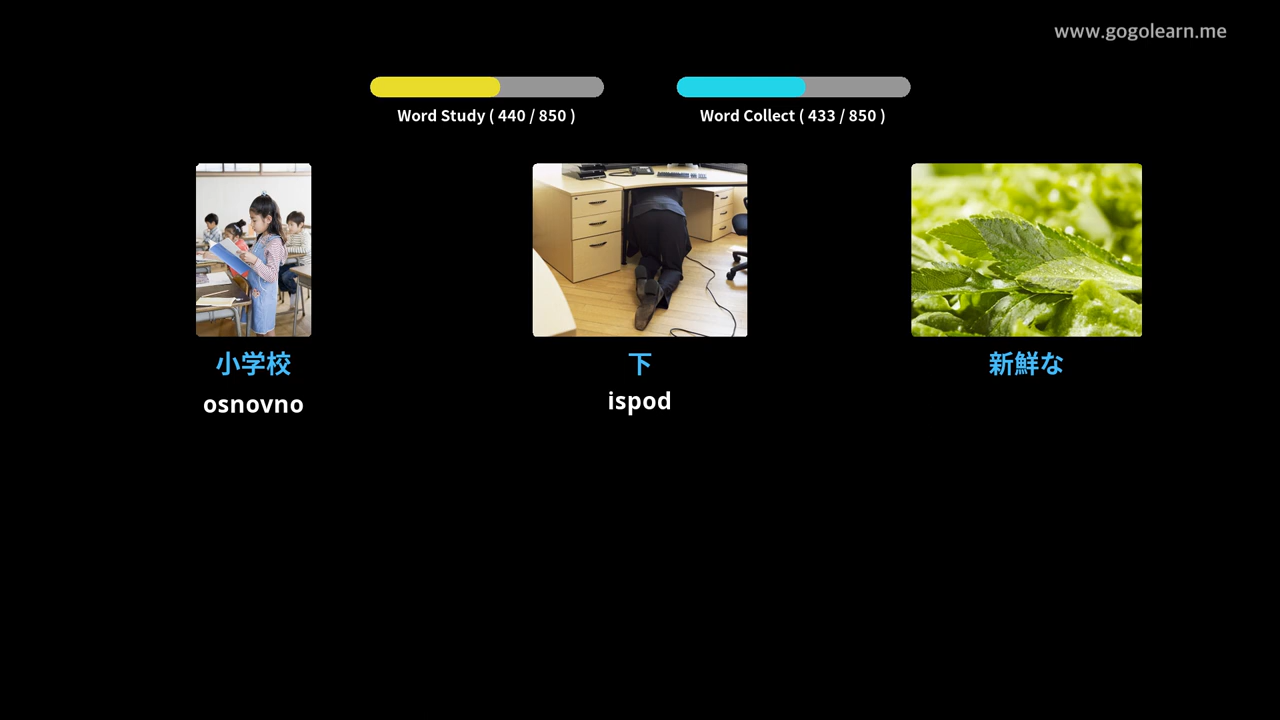 www.gogolearn.me
Word Study ( 440 / 850 )
Word Collect ( 433 / 850 )
小学校
下
新鮮な
osnovno
ispod